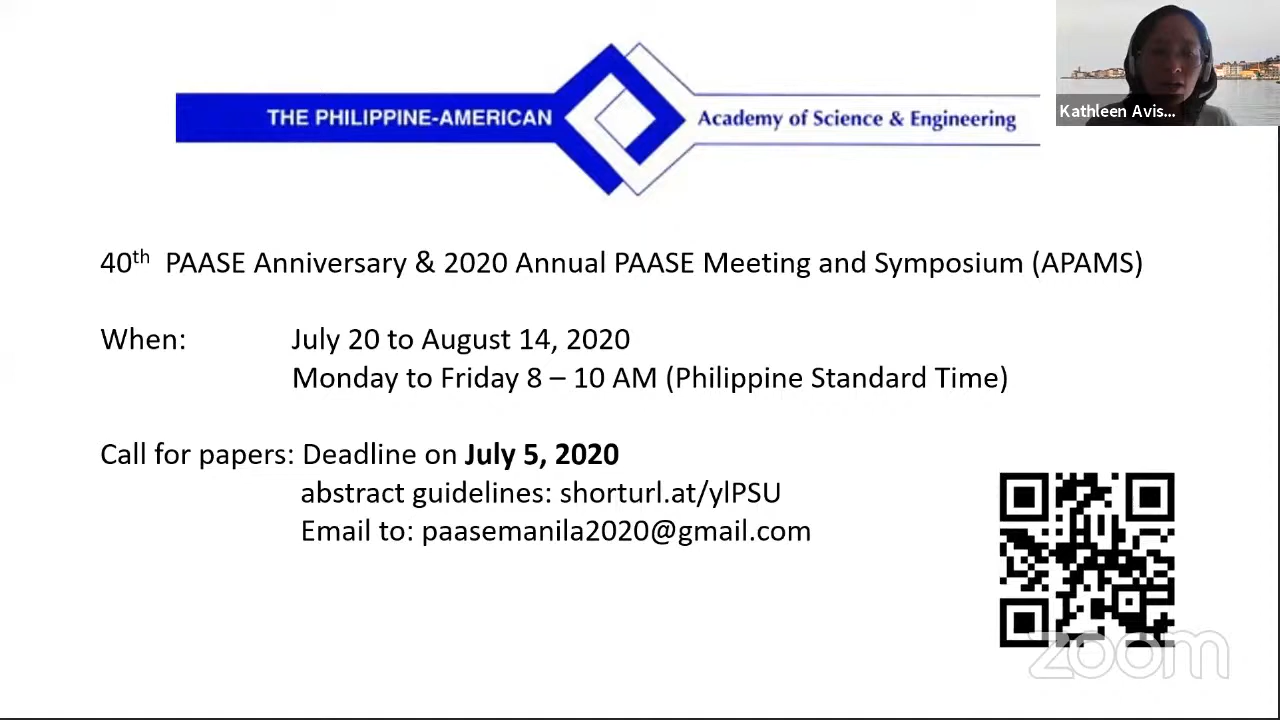 THE PHILIPPINE-AMERICAN Academy of Science & Engineering
Kathleen Avis...
40th PAASE Anniversary & 2020 Annual PAASE Meeting and Symposium (APAMS)
When: July 20 to August 14, 2020
Monday to Friday 8 – 10 AM (Philippine Standard Time)
Call for papers: Deadline on July 5, 2020
abstract guidelines: shorturl.at/ylPSU
Email to: paasemanila2020@gmail.com
zoom